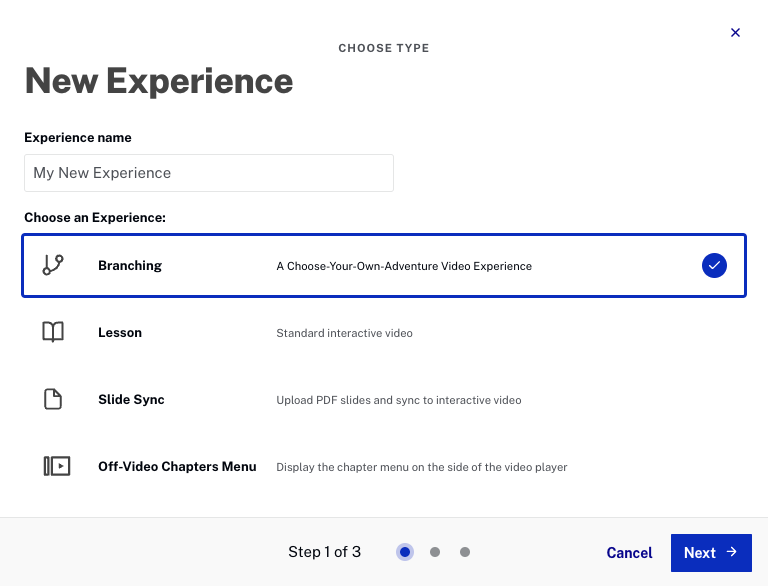 CHOOSE TYPE
New Experience
Experience name
My New Experience
Choose an Experience:
Branching A Choose-Your-Own-Adventure Video Experience
Lesson Standard interactive video
Slide Sync Upload PDF slides and sync to interactive video
Off-Video Chapters Menu Display the chapter menu on the side of the video player
Step 1 of 3 Cancel Next